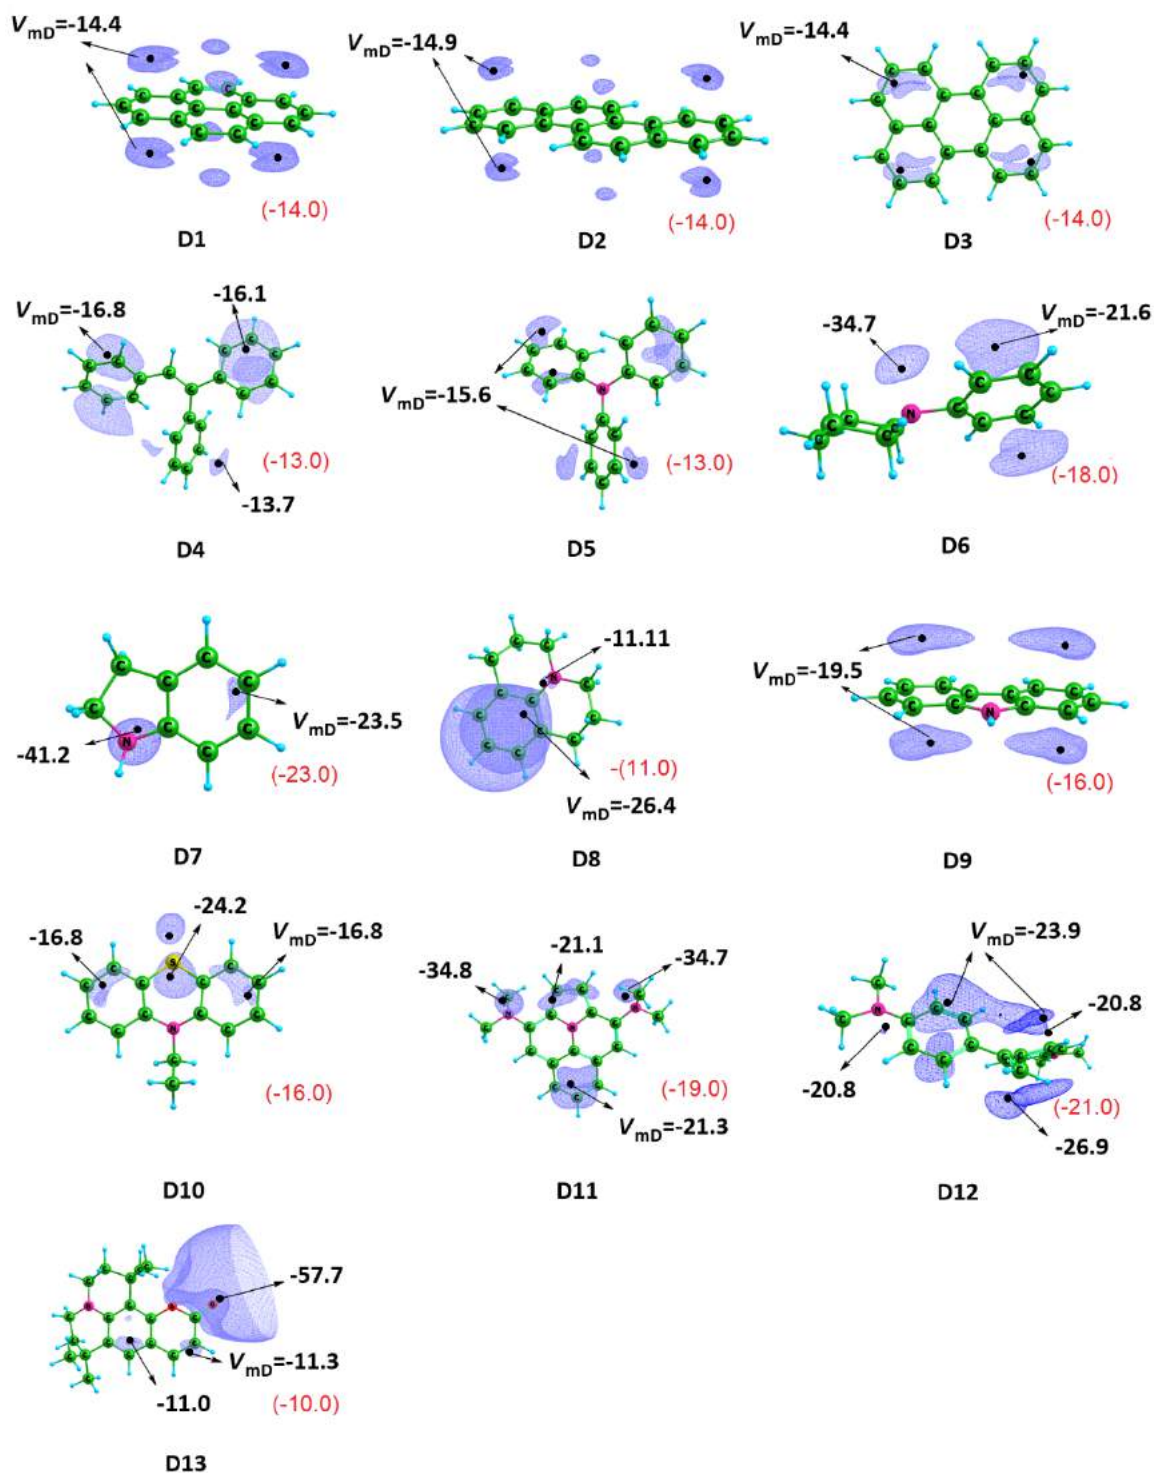 VmD=-14.4
(-14.0)
D1
VmD=-14.9
(-14.0)
D2
VmD=-14.4
(-14.0)
D3
VmD=-16.8
-16.1
(-13.0)
-13.7
D4
VmD=-15.6
N
(-13.0)
D5
-34.7
VmD=-21.6
N
(-18.0)
D6
-41.2
N
VmD=-23.5
(-23.0)
D7
-11.11
N
-(11.0)
VmD=-26.4
D8
VmD=-19.5
N
(-16.0)
D9
-24.2
-16.8
VmD=-16.8
S
N
(-16.0)
D10
-34.8
-21.1
-34.7
N
N
N
(-19.0)
VmD=-21.3
D11
VmD=-23.9
-20.8
N
-20.8
(-21.0)
-26.9
D12
-57.7
N
VmD=-11.3
-11.0
(-10.0)
D13